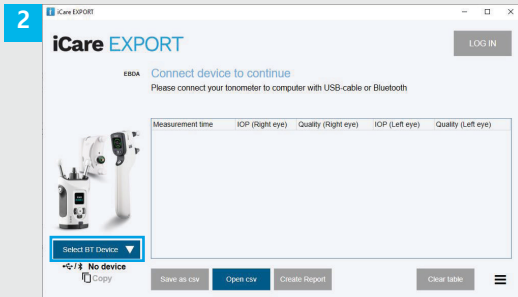 2
iCare EXPORT
iCare EXPORT
LOG IN
EBDA
Connect device to continue
Please connect your tonometer to computer with USB-cable or Bluetooth
Measurement time IOP (Right eye) Quality (Right eye) IOP (Left eye) Quality (Left eye)
Select BT Device
No device
Copy
Save as csv Open csv Create Report Clear table